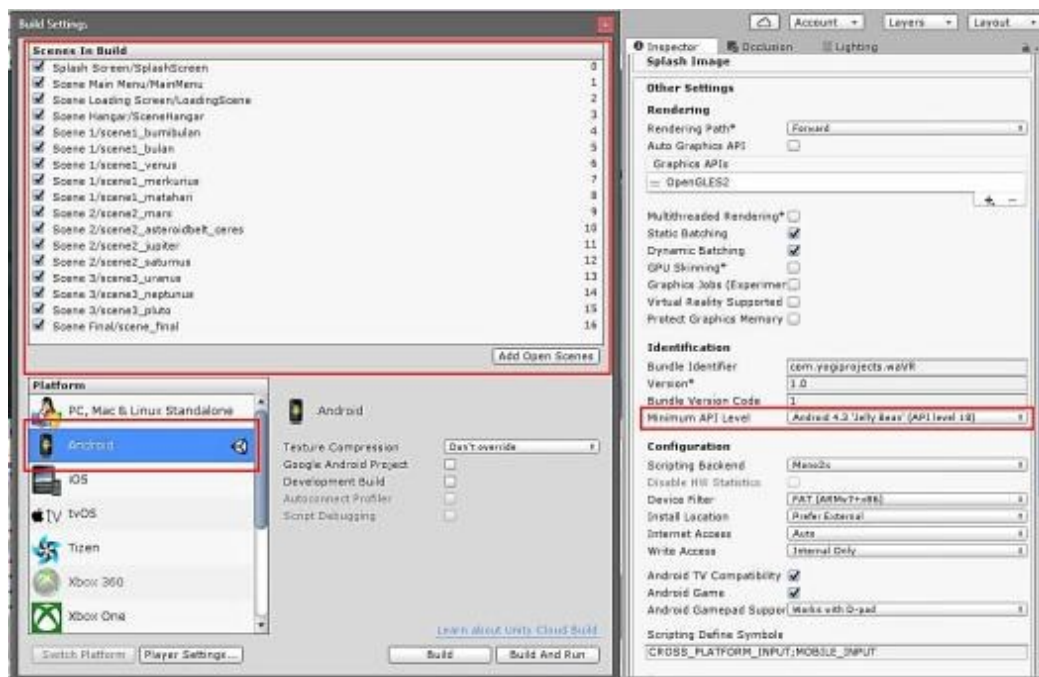 Build Settings
Scenes In Build
Splash Screen/SplashScreen 0
Scene Main Menu/MainMenu 1
Scene Loading Screen/LoadingScene 2
Scene Hangar/SceneHangar 3
Scene 1/scene1_bumibulan 4
Scene 1/scene1_bulan 5
Scene 1/scene1_venus 6
Scene 1/scene1_merkurius 7
Scene 1/scene1_matahari 8
Scene 2/scene2_mars 9
Scene 2/scene2_asteroidbelt_ceres 10
Scene 2/scene2_jupiter 11
Scene 2/scene2_saturnus 12
Scene 3/scene3_uranus 13
Scene 3/scene3_neptunus 14
Scene 3/scene3_pluto 15
Scene Final/scene_final 16
Add Open Scenes
Platform
PC, Mac & Linux Standalone
Android
iOS
tv tvOS
Tizen
Xbox 360
Xbox One
Android
Texture Compression Don't override
Google Android Project
Development Build
Autoconnect Profiler
Script Debugging
Learn about Unity Cloud Build
Switch Platform Player Settings... Build Build And Run
Account Layers Layout
Inspector Occlusion Lighting
Splash Image
Other Settings
Rendering
Rendering Path* Forward
Auto Graphics API
Graphics APIs
OpenGLES2
Multithreaded Rendering*
Static Batching
Dynamic Batching
GPU Skinning*
Graphics Jobs (Experimen
Virtual Reality Supported
Protect Graphics Memory
Identification
Bundle Identifier com.yogiprojects.waVR
Version* 1.0
Bundle Version Code 1
Minimum API Level Android 4.3 'Jelly Bean' (API level 18)
Configuration
Scripting Backend Mono2x
Disable HW Statistics
Device Filter FAT (ARMv7+x86)
Install Location Prefer External
Internet Access Auto
Write Access Internal Only
Android TV Compatibility
Android Game
Android Gamepad Suppor Works with D-pad
Scripting Define Symbols
CROSS_PLATFORM_INPUT;MOBILE_INPUT